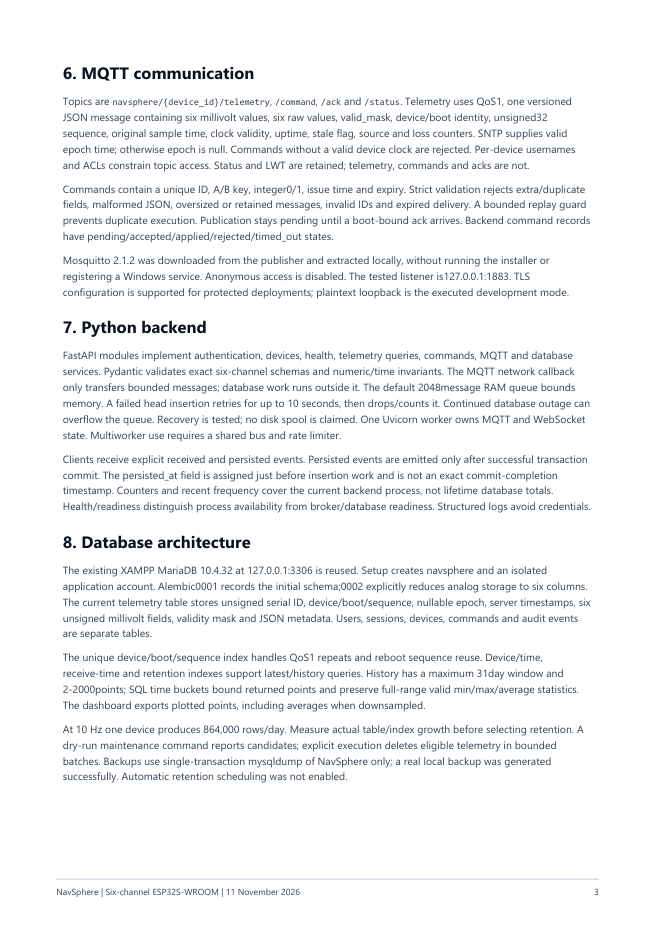 6. MQTT communication
Topics are navsphere/{device_id}/telemetry, /command, /ack and /status. Telemetry uses QoS1, one versioned
JSON message containing six millivolt values, six raw values, valid_mask, device/boot identity, unsigned32
sequence, original sample time, clock validity, uptime, stale flag, source and loss counters. SNTP supplies valid
epoch time; otherwise epoch is null. Commands without a valid device clock are rejected. Per-device usernames
and ACLs constrain topic access. Status and LWT are retained; telemetry, commands and acks are not.
Commands contain a unique ID, A/B key, integer0/1, issue time and expiry. Strict validation rejects extra/duplicate
fields, malformed JSON, oversized or retained messages, invalid IDs and expired delivery. A bounded replay guard
prevents duplicate execution. Publication stays pending until a boot-bound ack arrives. Backend command records
have pending/accepted/applied/rejected/timed_out states.
Mosquitto 2.1.2 was downloaded from the publisher and extracted locally, without running the installer or
registering a Windows service. Anonymous access is disabled. The tested listener is127.0.0.1:1883. TLS
configuration is supported for protected deployments; plaintext loopback is the executed development mode.
7. Python backend
FastAPI modules implement authentication, devices, health, telemetry queries, commands, MQTT and database
services. Pydantic validates exact six-channel schemas and numeric/time invariants. The MQTT network callback
only transfers bounded messages; database work runs outside it. The default 2048message RAM queue bounds
memory. A failed head insertion retries for up to 10 seconds, then drops/counts it. Continued database outage can
overflow the queue. Recovery is tested; no disk spool is claimed. One Uvicorn worker owns MQTT and WebSocket
state. Multiworker use requires a shared bus and rate limiter.
Clients receive explicit received and persisted events. Persisted events are emitted only after successful transaction
commit. The persisted_at field is assigned just before insertion work and is not an exact commit-completion
timestamp. Counters and recent frequency cover the current backend process, not lifetime database totals.
Health/readiness distinguish process availability from broker/database readiness. Structured logs avoid credentials.
8. Database architecture
The existing XAMPP MariaDB 10.4.32 at 127.0.0.1:3306 is reused. Setup creates navsphere and an isolated
application account. Alembic0001 records the initial schema;0002 explicitly reduces analog storage to six columns.
The current telemetry table stores unsigned serial ID, device/boot/sequence, nullable epoch, server timestamps, six
unsigned millivolt fields, validity mask and JSON metadata. Users, sessions, devices, commands and audit events
are separate tables.
The unique device/boot/sequence index handles QoS1 repeats and reboot sequence reuse. Device/time,
receive-time and retention indexes support latest/history queries. History has a maximum 31day window and
2-2000points; SQL time buckets bound returned points and preserve full-range valid min/max/average statistics.
The dashboard exports plotted points, including averages when downsampled.
At 10 Hz one device produces 864,000 rows/day. Measure actual table/index growth before selecting retention. A
dry-run maintenance command reports candidates; explicit execution deletes eligible telemetry in bounded
batches. Backups use single-transaction mysqldump of NavSphere only; a real local backup was generated
successfully. Automatic retention scheduling was not enabled.
NavSphere | Six-channel ESP32S-WROOM | 11 November 2026
3